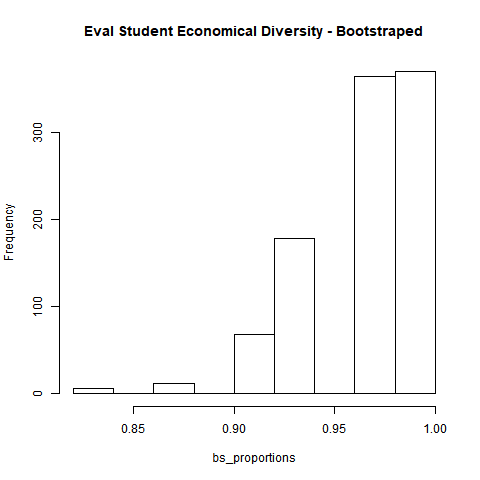 Eval Student Economical Diversity - Bootstraped
Frequency
300
200
100
0
0.85 0.90 0.95 1.00
bs_proportions